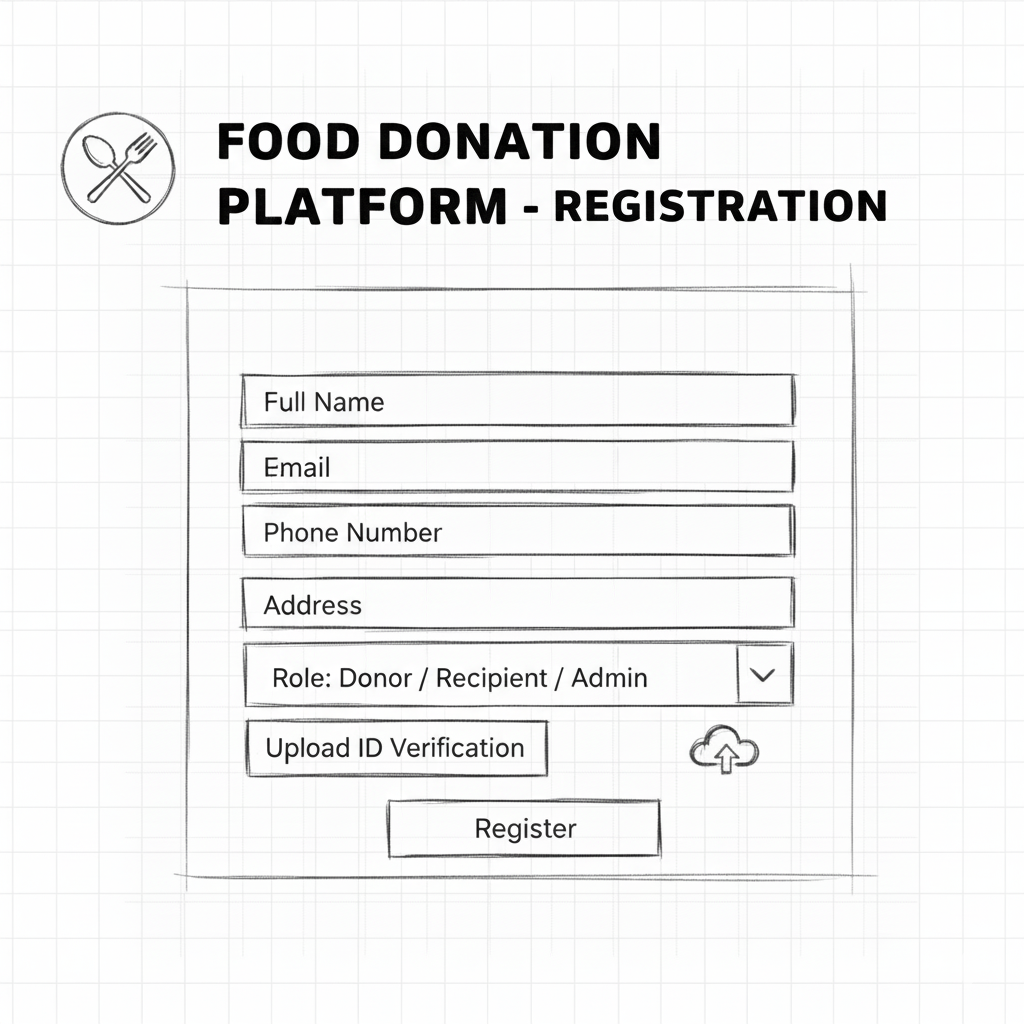 FOOD DONATION
PLATFORM - REGISTRATION
Full Name
Email
Phone Number
Address
Role: Donor / Recipient / Admin
Upload ID Verification
Register